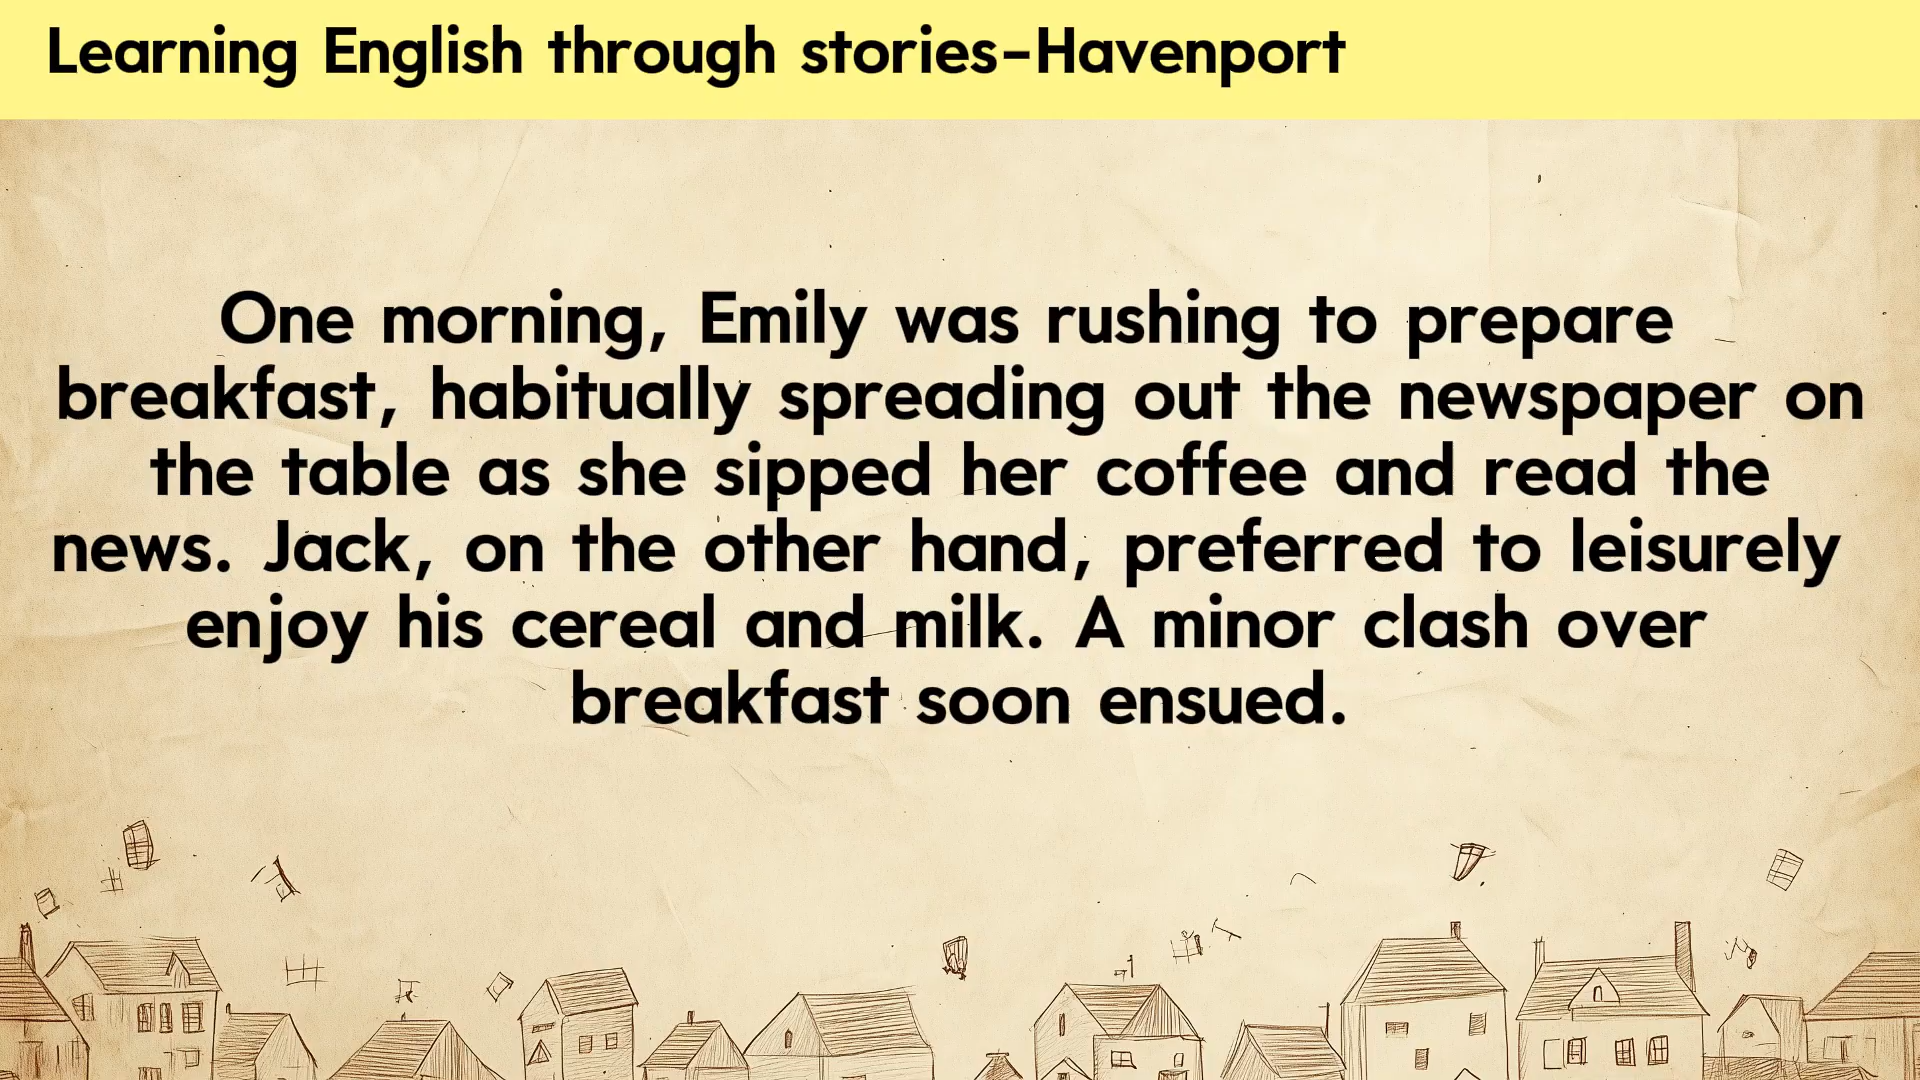 Learning English through stories-Havenport
One morning, Emily was rushing to prepare
breakfast, habitually spreading out the newspaper on
the table as she sipped her coffee and read the
news. Jack, on the other hand, preferred to leisurely
enjoy his cereal and milk. A minor clash over
breakfast soon ensued.